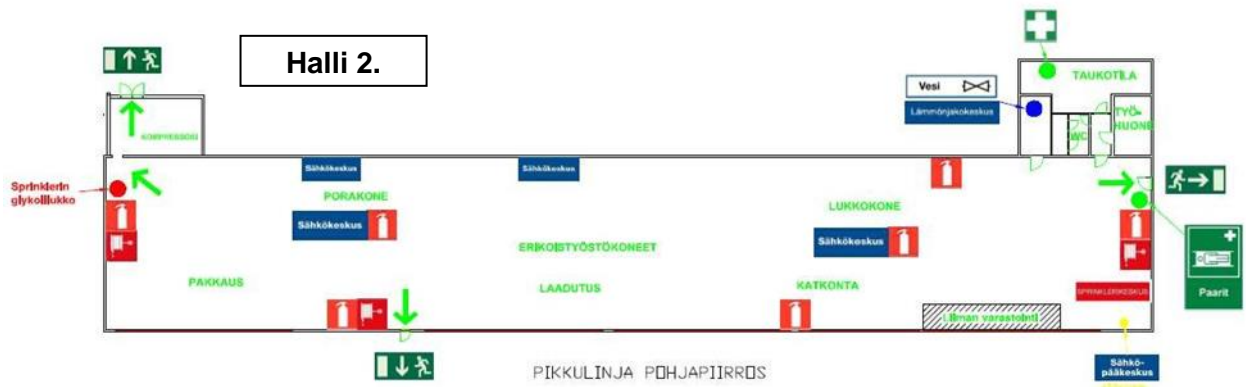 Halli 2.
Vesi
Lämmönjakokeskus
TAUKOTILA
TYÖ-
HUONE
WC
KOMPRESSORI
Sprinklerin
glykolilukko
Sähkökeskus
Sähkökeskus
PORAKONE
Sähkökeskus
LUKKOKONE
Sähkökeskus
ERIKOISTYÖSTÖKONEET
PAKKAUS
LAADUTUS
KATKONTA
SPRINKLERIKESKUS
Paarit
Liiman varastointi
Sähkö-
pääkeskus
PIKKULINJA POHJAPIIRROS